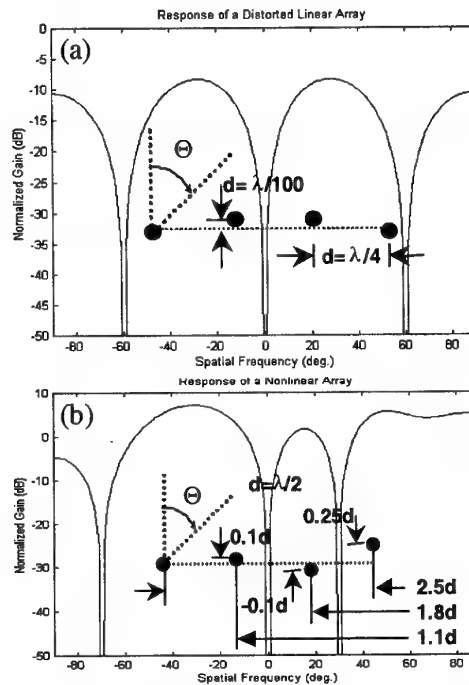 Response of a Distorted Linear Array
(a)
Normalized Gain (dB)
0
-5
-10
-15
-20
-25
-30
-35
-40
-45
-50
Θ
d= λ/100
d= λ/4
-80 -60 -40 -20 0 20 40 60 80
Spatial Frequency (deg.)
Response of a Nonlinear Array
(b)
Normalized Gain (dB)
10
0
-10
-20
-30
-40
-50
Θ
d=λ/2
0.1d
0.25d
-0.1d
2.5d
1.8d
1.1d
-80 -60 -40 -20 0 20 40 60 80
Spatial Frequency (deg.)